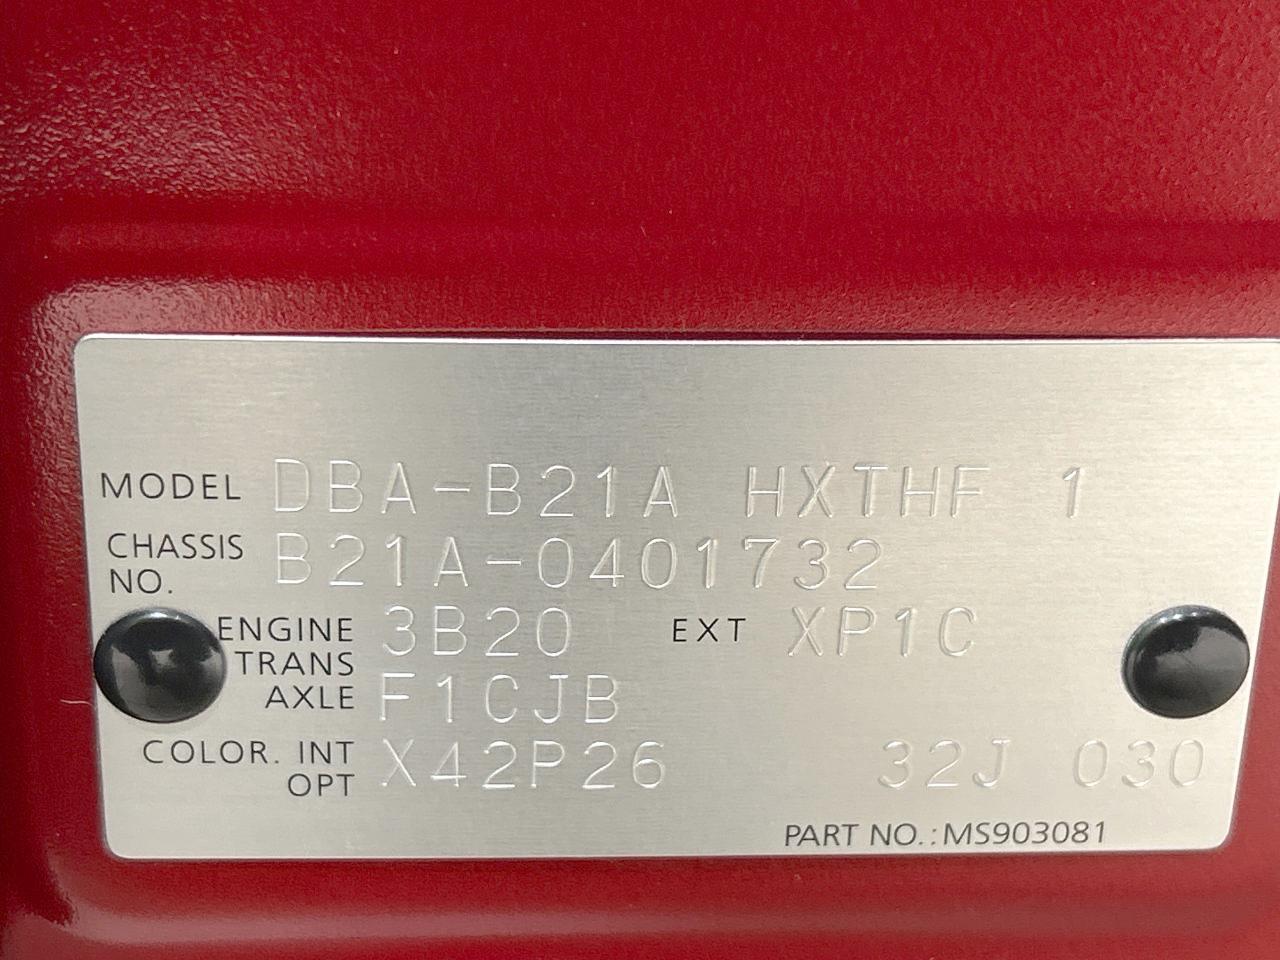 MODEL DBA-B21A HXTHF 1
CHASSIS NO. B21A-0401732
ENGINE 3B20 EXT XP1C
TRANS AXLE F1CJB
COLOR. INT OPT X42P26 32J 030
PART NO.:MS903081